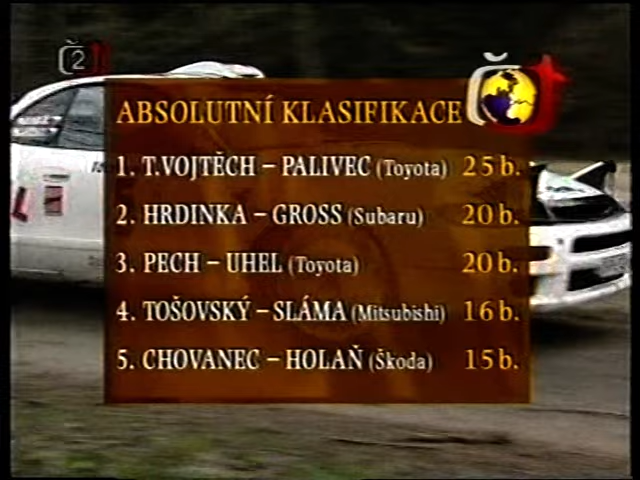 Č2
ABSOLUTNÍ KLASIFIKACE
1. T.VOJTĚCH – PALIVEC (Toyota) 25 b.
2. HRDINKA – GROSS (Subaru) 20 b.
3. PECH – UHEL (Toyota) 20 b.
4. TOŠOVSKÝ – SLÁMA (Mitsubishi) 16 b.
5. CHOVANEC – HOLAŇ (Škoda) 15 b.